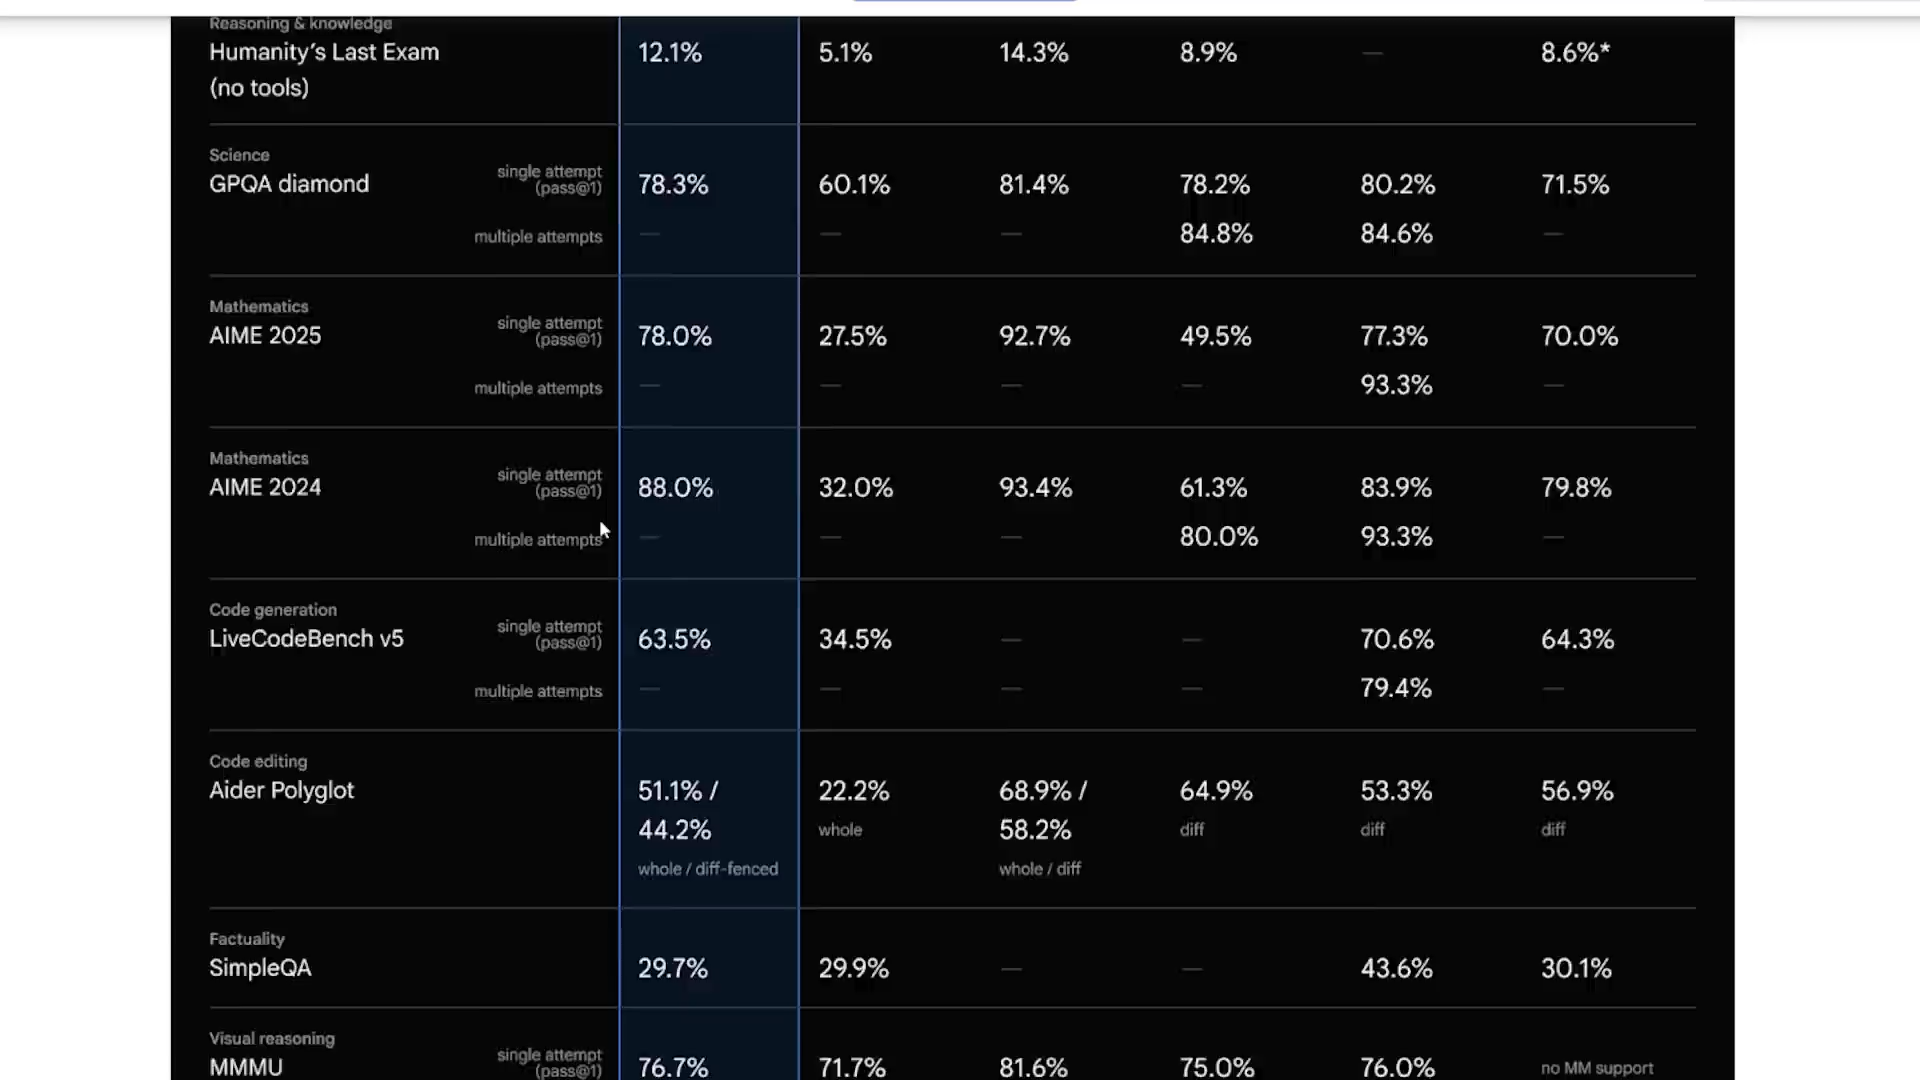 Reasoning & knowledge
Humanity's Last Exam
(no tools)
12.1% 5.1% 14.3% 8.9% — 8.6%*
Science
GPQA diamond
single attempt
(pass@1)
78.3% 60.1% 81.4% 78.2% 80.2% 71.5%
multiple attempts — — — 84.8% 84.6% —
Mathematics
AIME 2025
single attempt
(pass@1)
78.0% 27.5% 92.7% 49.5% 77.3% 70.0%
multiple attempts — — — — 93.3% —
Mathematics
AIME 2024
single attempt
(pass@1)
88.0% 32.0% 93.4% 61.3% 83.9% 79.8%
multiple attempts — — — 80.0% 93.3% —
Code generation
LiveCodeBench v5
single attempt
(pass@1)
63.5% 34.5% — — 70.6% 64.3%
multiple attempts — — — — 79.4% —
Code editing
Aider Polyglot
51.1% / 22.2% 68.9% / 64.9% 53.3% 56.9%
44.2% whole 58.2% diff diff diff
whole / diff-fenced whole / diff
Factuality
SimpleQA
29.7% 29.9% — — 43.6% 30.1%
Visual reasoning
MMMU
single attempt
(pass@1)
76.7% 71.7% 81.6% 75.0% 76.0% no MM support